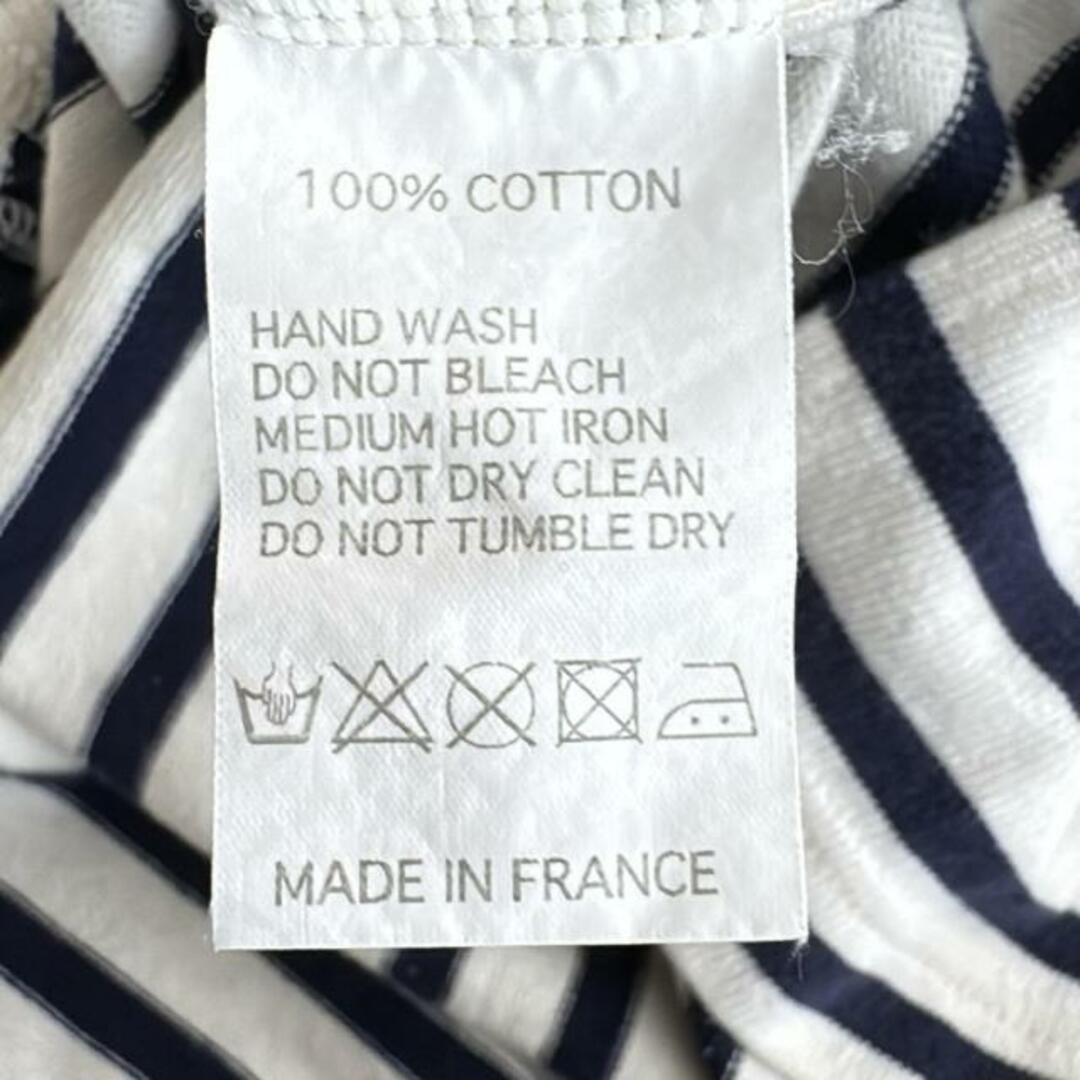 100% COTTON
HAND WASH
DO NOT BLEACH
MEDIUM HOT IRON
DO NOT DRY CLEAN
DO NOT TUMBLE DRY
MADE IN FRANCE